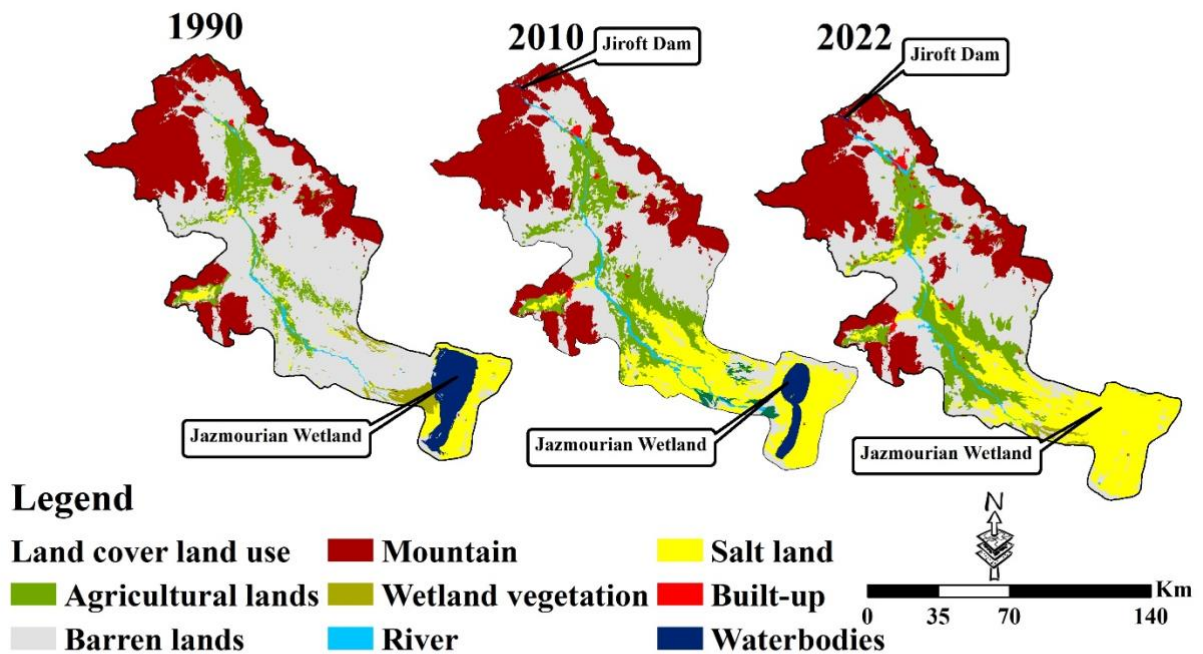 1990
2010
Jiroft Dam
2022
Jiroft Dam
Jazmourian Wetland
Jazmourian Wetland
Jazmourian Wetland
Legend
Land cover land use
Mountain
Salt land
Agricultural lands
Wetland vegetation
Built-up
Barren lands
River
Waterbodies
N
Km
0 35 70 140